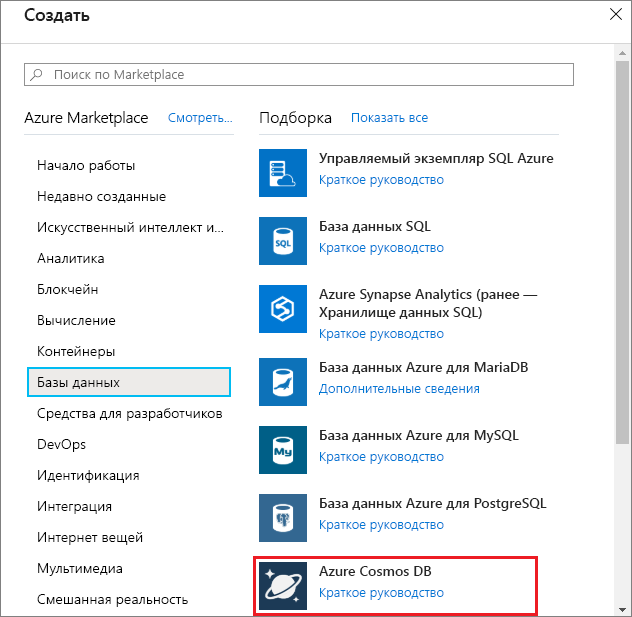 Создать
Поиск по Marketplace
Azure Marketplace
Смотреть...
Начало работы
Недавно созданные
Искусственный интеллект и...
Аналитика
Блокчейн
Вычисление
Контейнеры
Базы данных
Средства для разработчиков
DevOps
Идентификация
Интеграция
Интернет вещей
Мультимедиа
Смешанная реальность
Подборка
Показать все
Управляемый экземпляр SQL Azure
Краткое руководство
SQL
База данных SQL
Краткое руководство
Azure Synapse Analytics (ранее —
Хранилище данных SQL)
Краткое руководство
База данных Azure для MariaDB
Дополнительные сведения
My
База данных Azure для MySQL
Краткое руководство
База данных Azure для PostgreSQL
Краткое руководство
Azure Cosmos DB
Краткое руководство